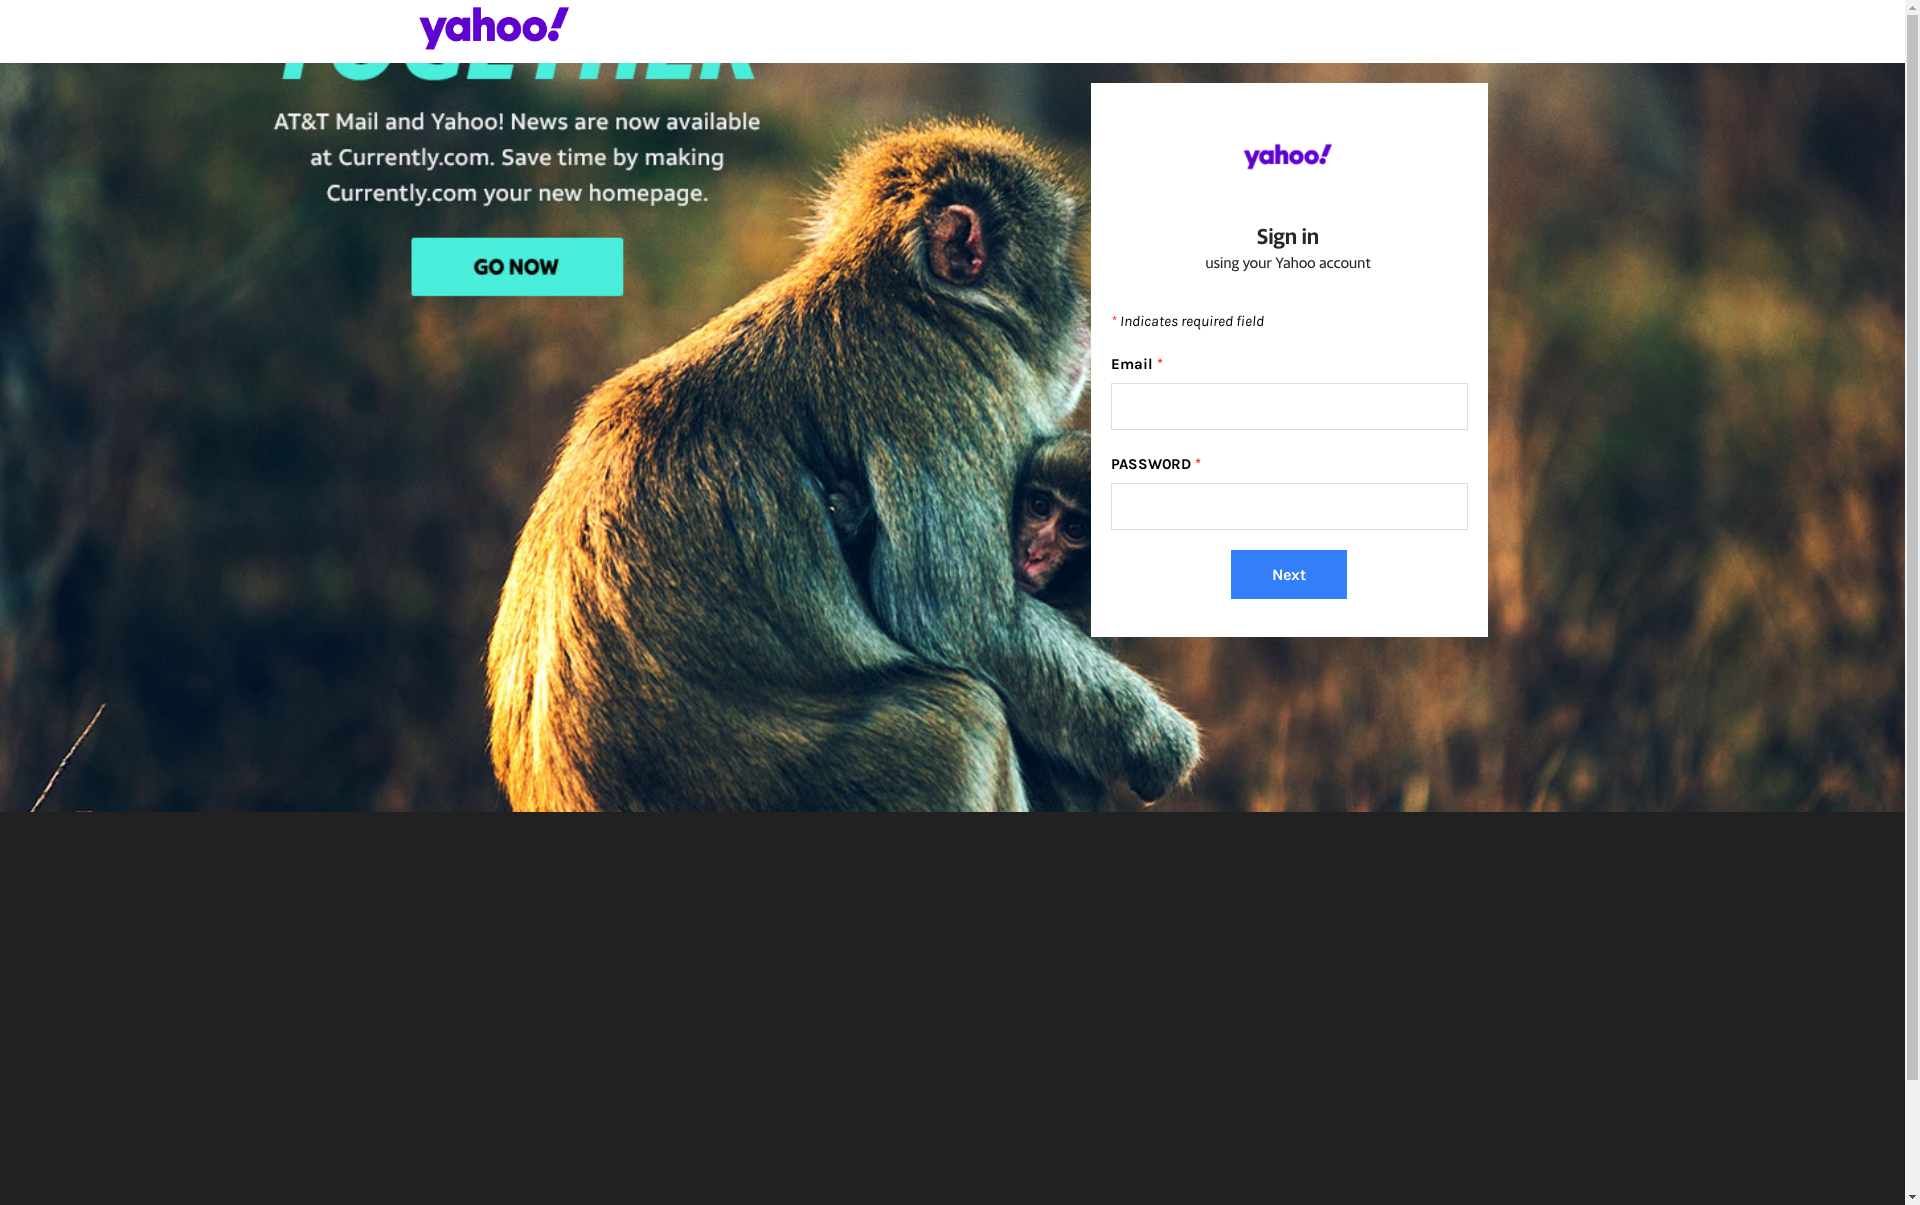 yahoo!
TOGETHER
AT&T Mail and Yahoo! News are now available
at Currently.com. Save time by making
Currently.com your new homepage.
GO NOW
yahoo!
Sign in
using your Yahoo account
* Indicates required field
Email *
PASSWORD *
Next